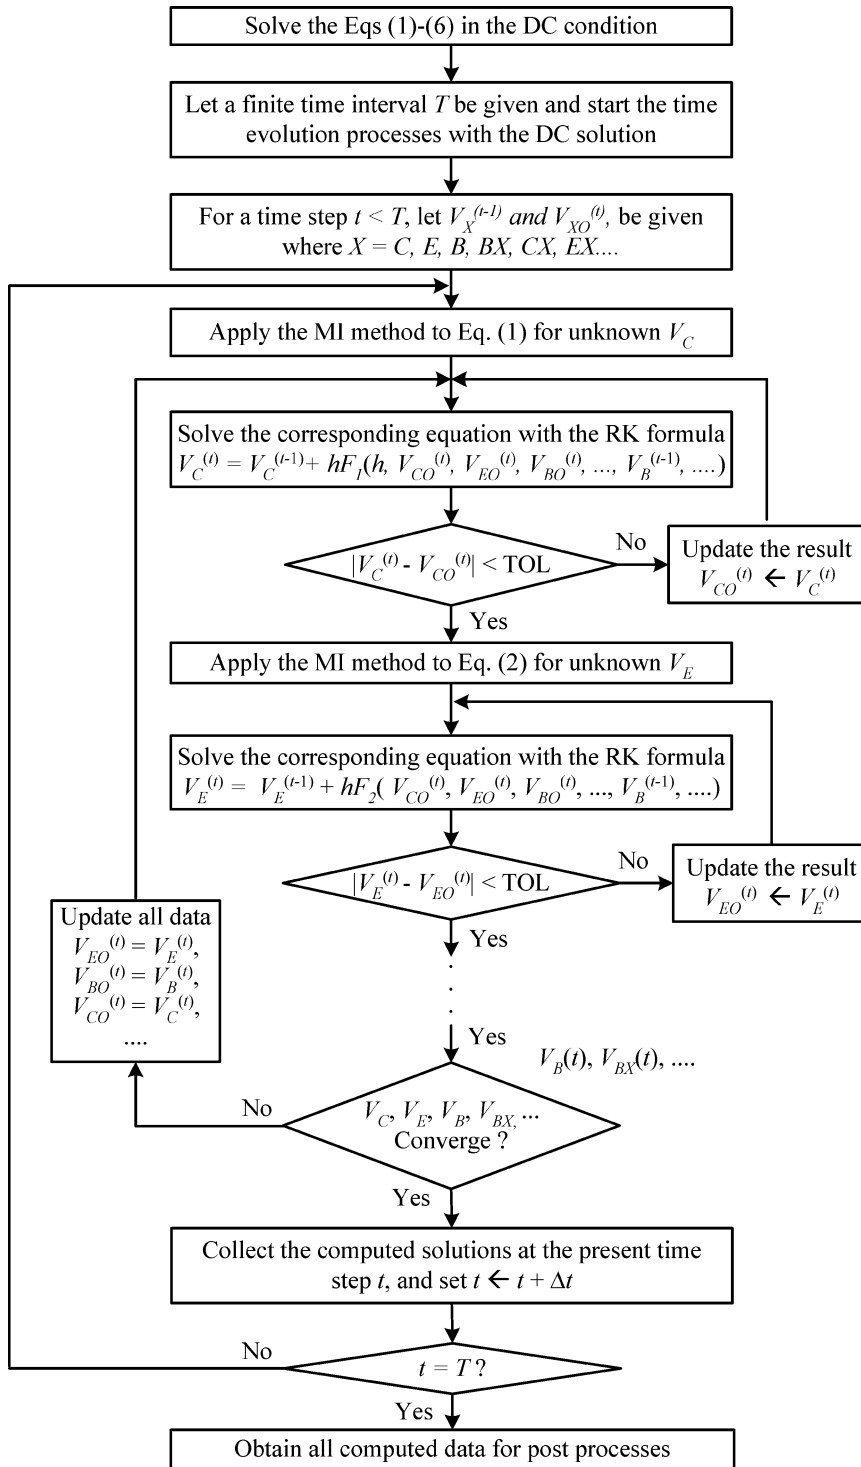 Solve the Eqs (1)-(6) in the DC condition
Let a finite time interval T be given and start the time
evolution processes with the DC solution
For a time step t < T, let V_X^(t-1) and V_XO^(t), be given
where X = C, E, B, BX, CX, EX....
Apply the MI method to Eq. (1) for unknown V_C
Solve the corresponding equation with the RK formula
V_C^(t) = V_C^(t-1)+ hF_1(h, V_CO^(t), V_EO^(t), V_BO^(t), ..., V_B^(t-1), ....)
|V_C^(t) - V_CO^(t)| < TOL
No
Update the result
V_CO^(t) ← V_C^(t)
Yes
Apply the MI method to Eq. (2) for unknown V_E
Solve the corresponding equation with the RK formula
V_E^(t) = V_E^(t-1) + hF_2( V_CO^(t), V_EO^(t), V_BO^(t), ..., V_B^(t-1), ....)
|V_E^(t) - V_EO^(t)| < TOL
No
Update the result
V_EO^(t) ← V_E^(t)
Yes
.
.
.
Yes
V_B(t), V_BX(t), ....
Update all data
V_EO^(t) = V_E^(t),
V_BO^(t) = V_B^(t),
V_CO^(t) = V_C^(t),
....
No
V_C, V_E, V_B, V_BX, ...
Converge ?
Yes
Collect the computed solutions at the present time
step t, and set t ← t + Δt
No
t = T ?
Yes
Obtain all computed data for post processes